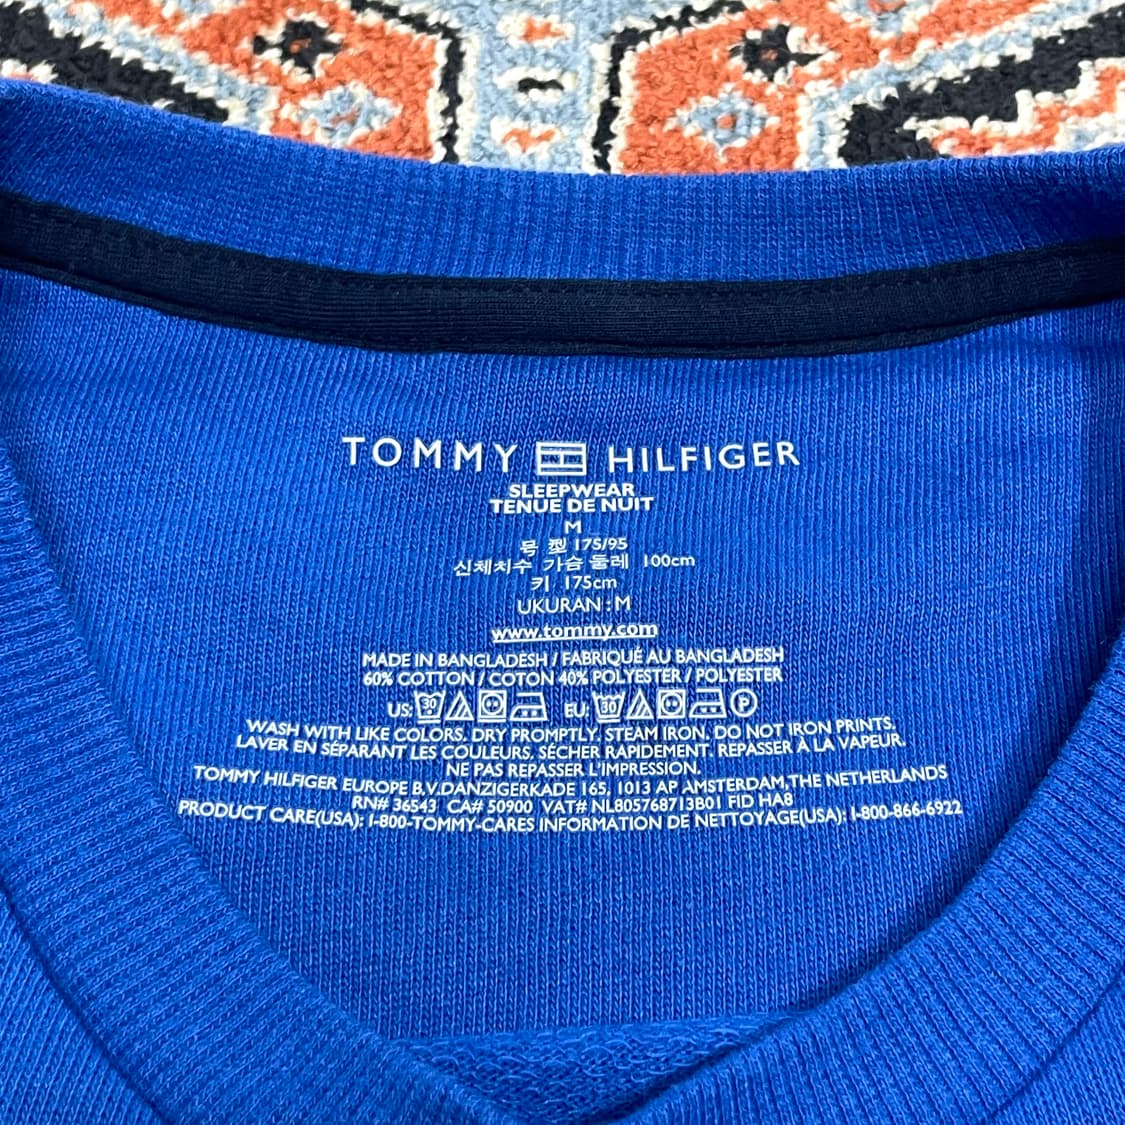 TOMMY HILFIGER
SLEEPWEAR
TENUE DE NUIT
M
号 型 175/95
신체치수 가슴 둘레 100cm
키 175cm
UKURAN : M
www.tommy.com
MADE IN BANGLADESH / FABRIQUÉ AU BANGLADESH
60% COTTON / COTON 40% POLYESTER / POLYESTER
US: 30 EU: 30 P
WASH WITH LIKE COLORS. DRY PROMPTLY. STEAM IRON. DO NOT IRON PRINTS.
LAVER EN SÉPARANT LES COULEURS. SÉCHER RAPIDEMENT. REPASSER À LA VAPEUR.
NE PAS REPASSER L'IMPRESSION.
TOMMY HILFIGER EUROPE B.V.DANZIGERKADE 165, 1013 AP AMSTERDAM,THE NETHERLANDS
RN# 36543 CA# 50900 VAT# NL805768713B01 FID HA8
PRODUCT CARE(USA): 1-800-TOMMY-CARES INFORMATION DE NETTOYAGE(USA): 1-800-866-6922